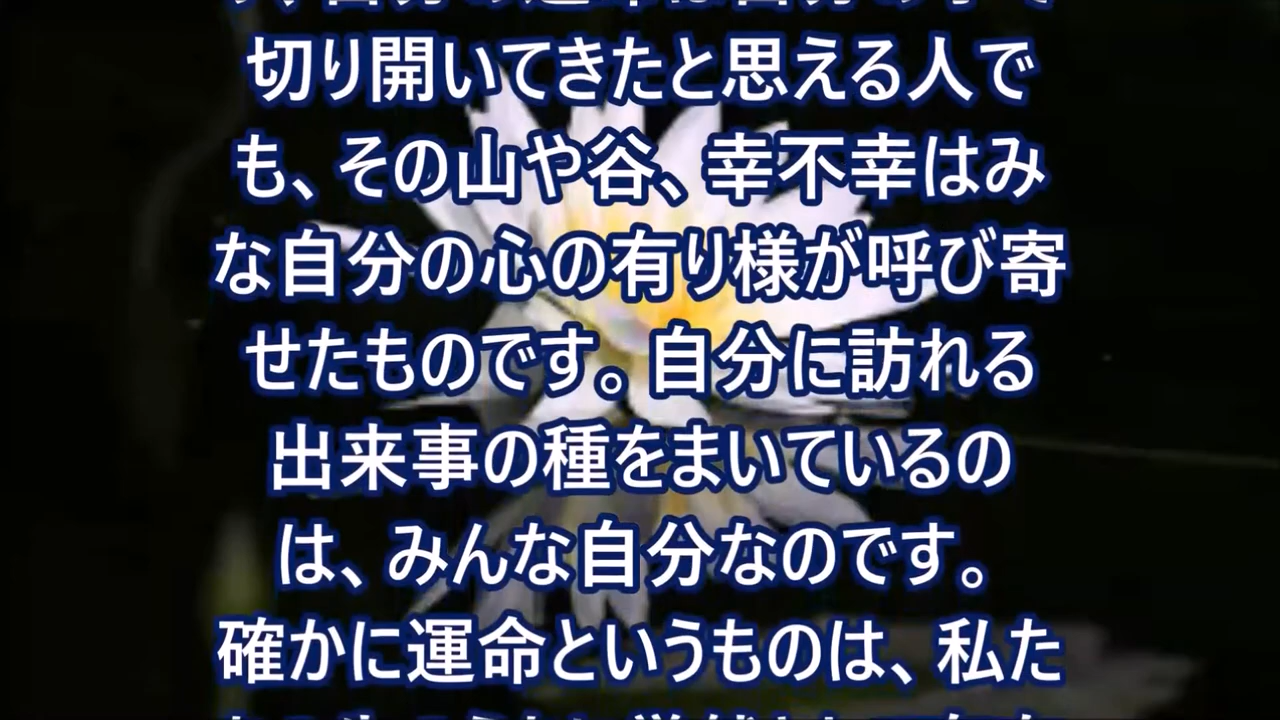 切り開いてきたと思える人で
も、その山や谷、幸不幸はみ
な自分の心の有り様が呼び寄
せたものです。自分に訪れる
出来事の種をまいているの
は、みんな自分なのです。
確かに運命というものは、私た